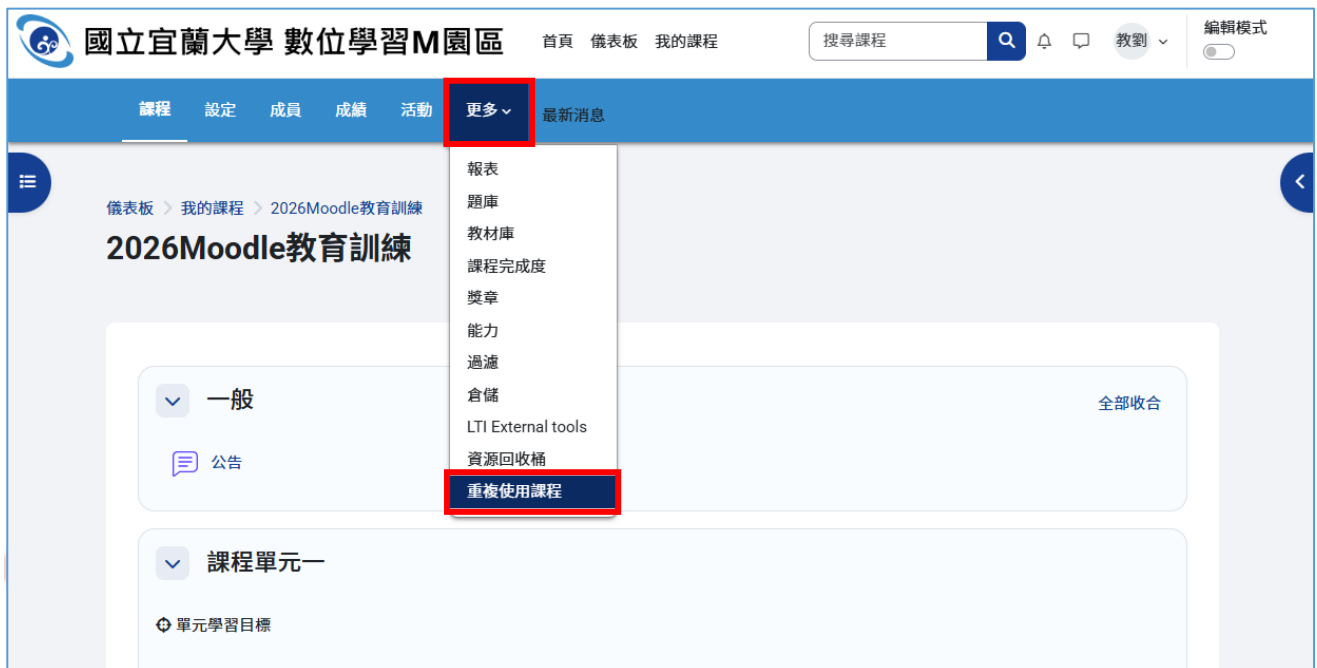 國立宜蘭大學 數位學習M園區 首頁 儀表板 我的課程 搜尋課程 教劉 編輯模式
課程 設定 成員 成績 活動 更多 最新消息
報表
題庫
教材庫
課程完成度
獎章
能力
過濾
倉儲
LTI External tools
資源回收桶
重複使用課程
儀表板 > 我的課程 > 2026Moodle教育訓練
2026Moodle教育訓練
一般 全部收合
公告
課程單元一
單元學習目標